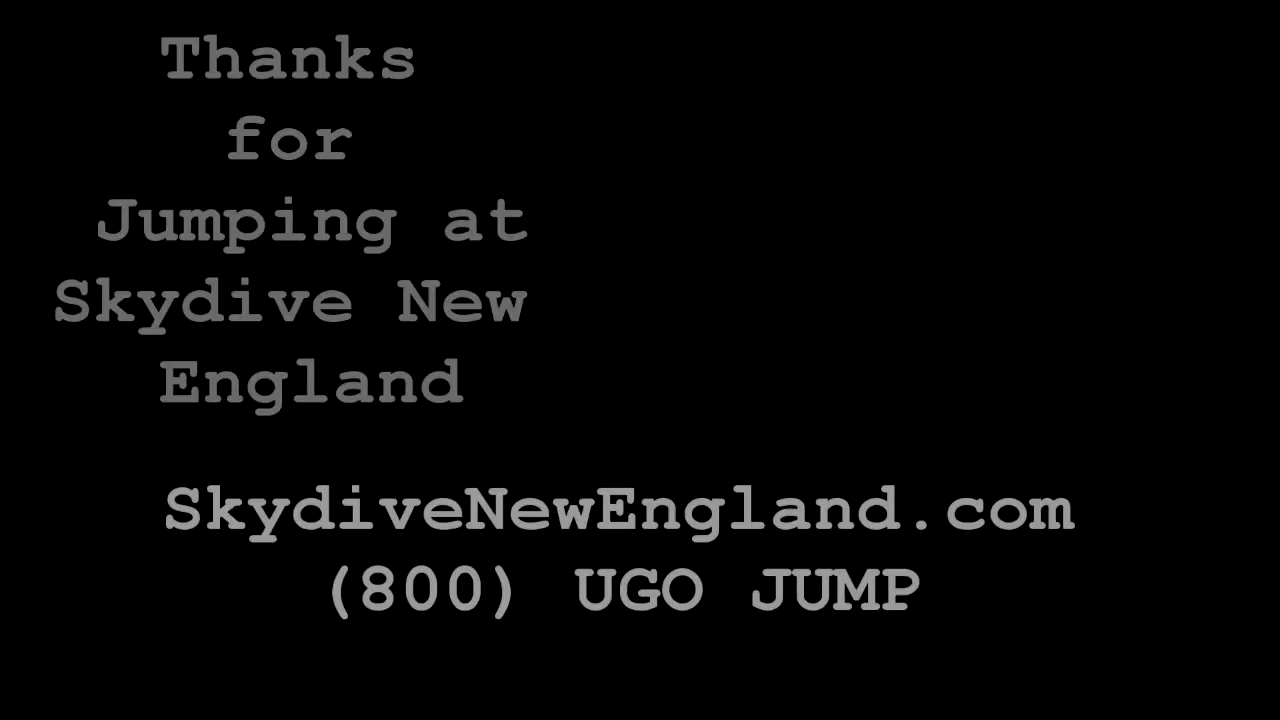 Thanks
for
Jumping at
Skydive New
England
SkydiveNewEngland.com
(800) UGO JUMP